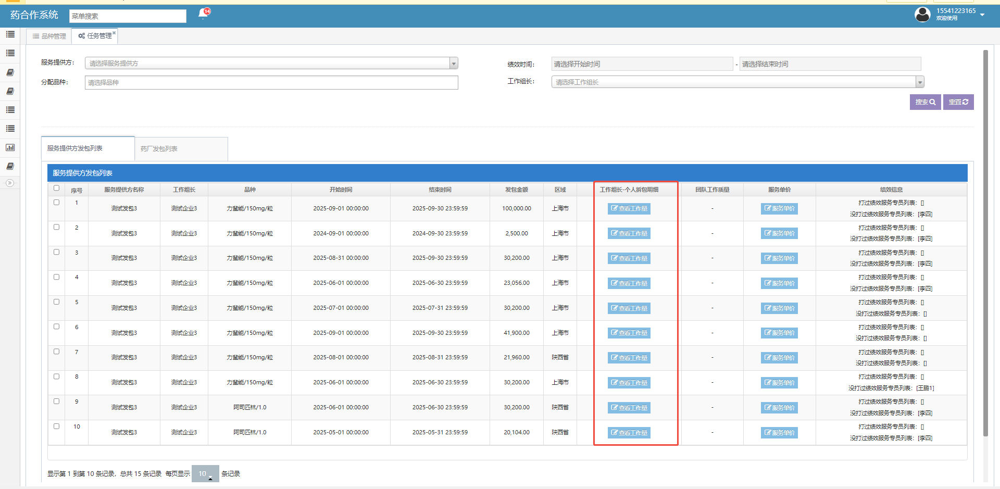 药合作系统
菜单搜索
14
15541223165
欢迎使用
品种管理
任务管理
服务提供方：
请选择服务提供方
绩效时间：
请选择开始时间
-
请选择结束时间
分配品种：
请选择品种
工作组长：
请选择工作组长
搜索
重置
服务提供方发包列表
药厂发包列表
服务提供方发包列表
序号 服务提供方名称 工作组长 品种 开始时间 结束时间 发包金额 区域 工作组长-个人拆包明细 团队工作质量 服务单价 绩效信息
1 测试发包3 测试企业3 力蜚能/150mg/粒 2025-09-01 00:00:00 2025-09-30 23:59:59 100,000.00 上海市 查看工作量 - 服务单价 打过绩效服务专员列表：[]
没打过绩效服务专员列表：[李四]
2 测试发包3 测试企业3 力蜚能/150mg/粒 2024-09-01 00:00:00 2024-09-30 23:59:59 2,500.00 上海市 查看工作量 - 服务单价 打过绩效服务专员列表：[]
没打过绩效服务专员列表：[李四]
3 测试发包3 测试企业3 力蜚能/150mg/粒 2025-08-31 00:00:00 2025-09-30 23:59:59 30,200.00 上海市 查看工作量 - 服务单价 打过绩效服务专员列表：[]
没打过绩效服务专员列表：[李四]
4 测试发包3 测试企业3 力蜚能/150mg/粒 2025-06-01 00:00:00 2025-06-30 23:59:59 23,056.00 上海市 查看工作量 - 服务单价 打过绩效服务专员列表：[]
没打过绩效服务专员列表：[李四]
5 测试发包3 测试企业3 力蜚能/150mg/粒 2025-07-01 00:00:00 2025-07-31 23:59:59 30,200.00 上海市 查看工作量 - 服务单价 打过绩效服务专员列表：[]
没打过绩效服务专员列表：[]
6 测试发包3 测试企业3 力蜚能/150mg/粒 2025-09-01 00:00:00 2025-09-30 23:59:59 41,900.00 上海市 查看工作量 - 服务单价 打过绩效服务专员列表：[]
没打过绩效服务专员列表：[]
7 测试发包3 测试企业3 力蜚能/150mg/粒 2025-08-01 00:00:00 2025-08-31 23:59:59 21,960.00 陕西省 查看工作量 - 服务单价 打过绩效服务专员列表：[]
没打过绩效服务专员列表：[]
8 测试发包3 测试企业3 力蜚能/150mg/粒 2025-06-01 00:00:00 2025-06-30 23:59:59 30,200.00 上海市 查看工作量 - 服务单价 打过绩效服务专员列表：[]
没打过绩效服务专员列表：[王鹏1]
9 测试发包3 测试企业3 阿司匹林/1.0 2025-06-01 00:00:00 2025-06-30 23:59:59 30,200.00 陕西省 查看工作量 - 服务单价 打过绩效服务专员列表：[]
没打过绩效服务专员列表：[李四]
10 测试发包3 测试企业3 阿司匹林/1.0 2025-05-01 00:00:00 2025-05-31 23:59:59 20,104.00 陕西省 查看工作量 - 服务单价 打过绩效服务专员列表：[]
没打过绩效服务专员列表：[李四]
显示第 1 到第 10 条记录，总共 15 条记录 每页显示 10 条记录